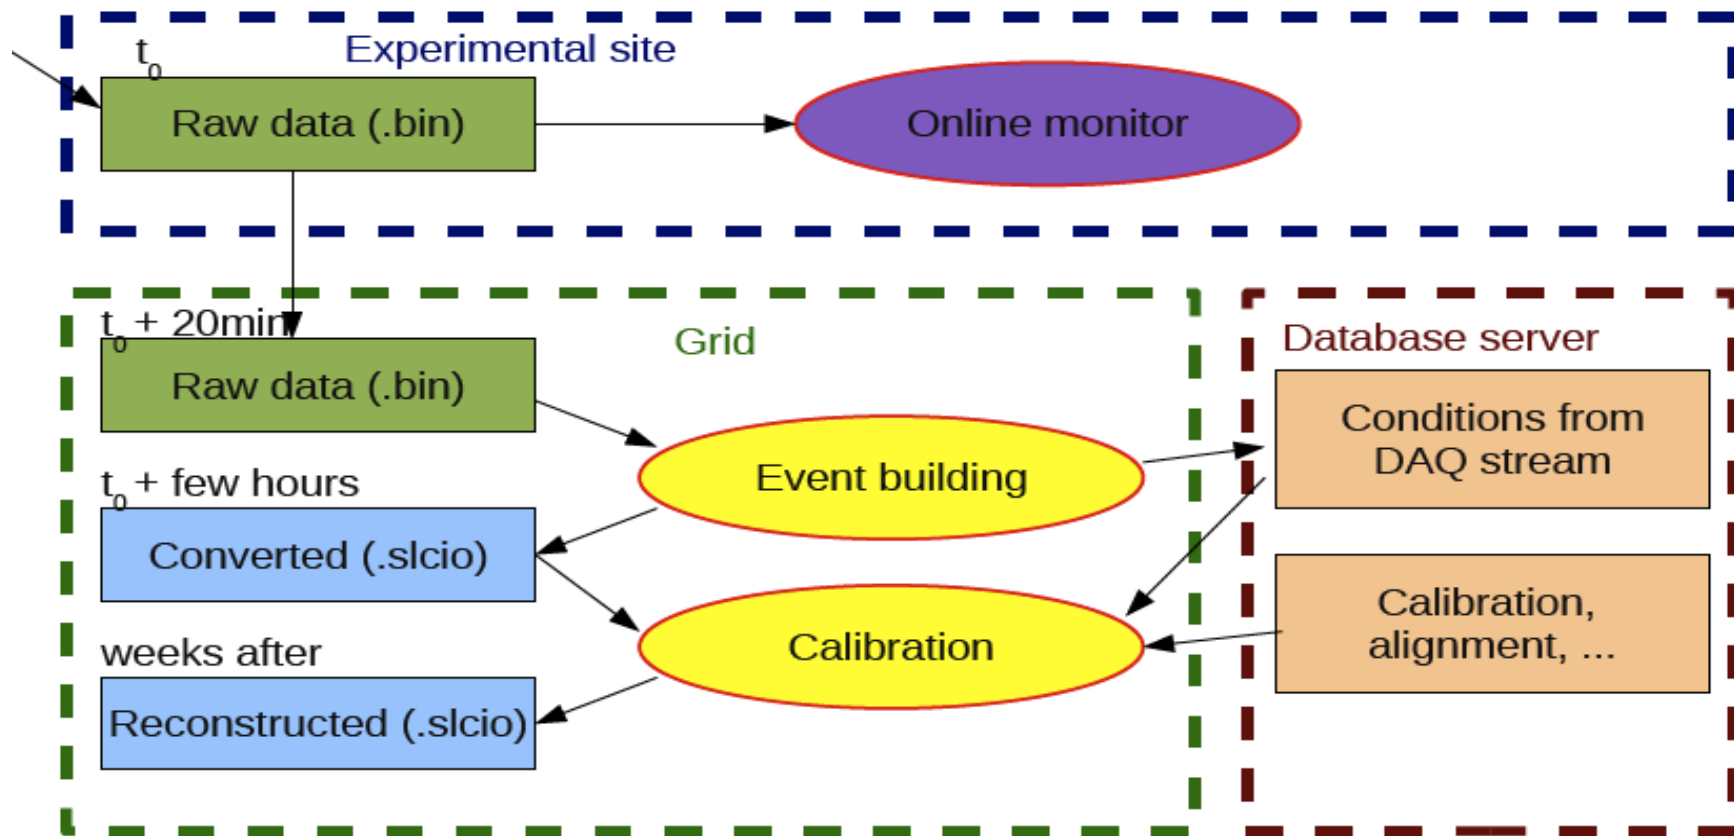 t0
Experimental site
Raw data (.bin)
Online monitor
t0 + 20min
Grid
Database server
Raw data (.bin)
Conditions from
DAQ stream
Event building
t0 + few hours
Converted (.slcio)
Calibration,
alignment, ...
Calibration
weeks after
Reconstructed (.slcio)